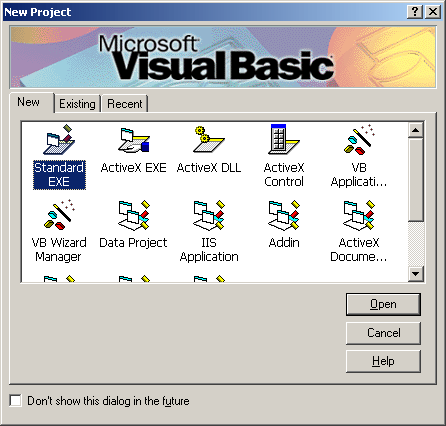 New Project
Microsoft
Visual Basic
New Existing Recent
Standard EXE
ActiveX EXE
ActiveX DLL
ActiveX Control
VB Applicati...
VB Wizard Manager
Data Project
IIS Application
Addin
ActiveX Docume...
Open
Cancel
Help
Don't show this dialog in the future